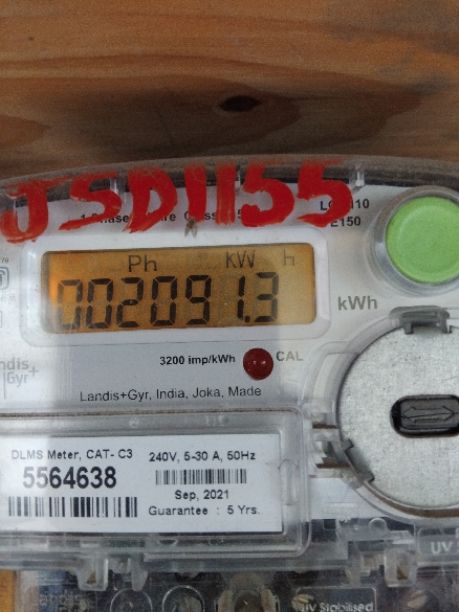 JSD1155
Ph KW h
002091.3
kWh
3200 imp/kWh CAL
Landis+Gyr, India, Joka, Made
DLMS Meter, CAT- C3
5564638
240V, 5-30 A, 50Hz
Sep, 2021
Guarantee : 5 Yrs.
UV
UV Stabilised